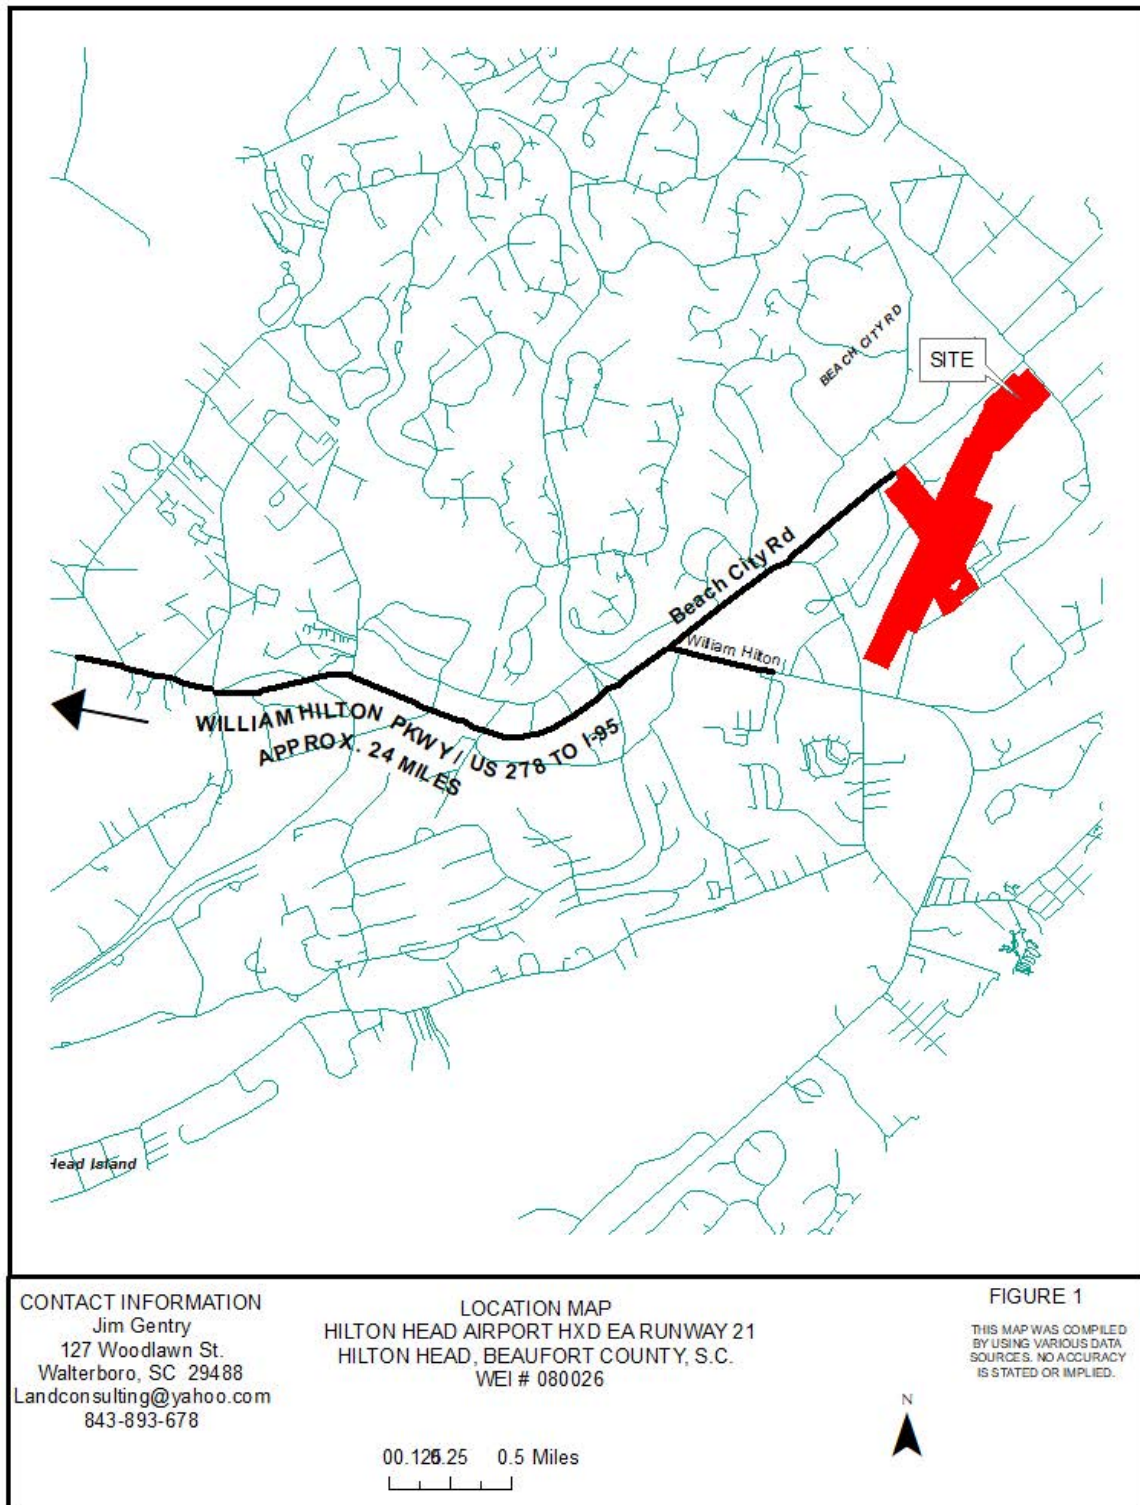 BEACH CITY RD
SITE
Beach City Rd
William Hilton
WILLIAM HILTON PKWY / US 278 TO I-95
APPROX. 24 MILES
Head Island
CONTACT INFORMATION
Jim Gentry
127 Woodlawn St.
Walterboro, SC 29488
Landconsulting@yahoo.com
843-893-678
LOCATION MAP
HILTON HEAD AIRPORT HXD EA RUNWAY 21
HILTON HEAD, BEAUFORT COUNTY, S.C.
WEI # 080026
00.1250.25 0.5 Miles
FIGURE 1
THIS MAP WAS COMPILED
BY USING VARIOUS DATA
SOURCES. NO ACCURACY
IS STATED OR IMPLIED.
N